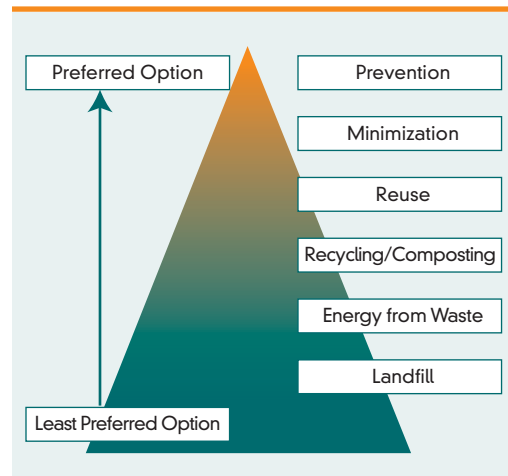 Preferred Option
Prevention
Minimization
Reuse
Recycling/Composting
Energy from Waste
Landfill
Least Preferred Option